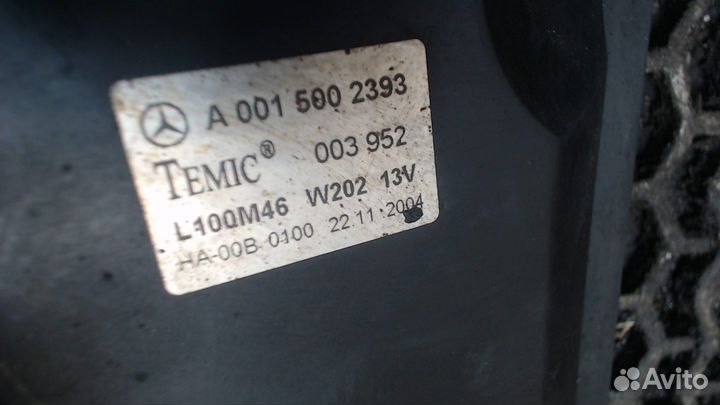 A 001 500 2393
TEMIC® 003 952
L100M46 W202 13V
HA-00B 0100 22.11.2004
Avito